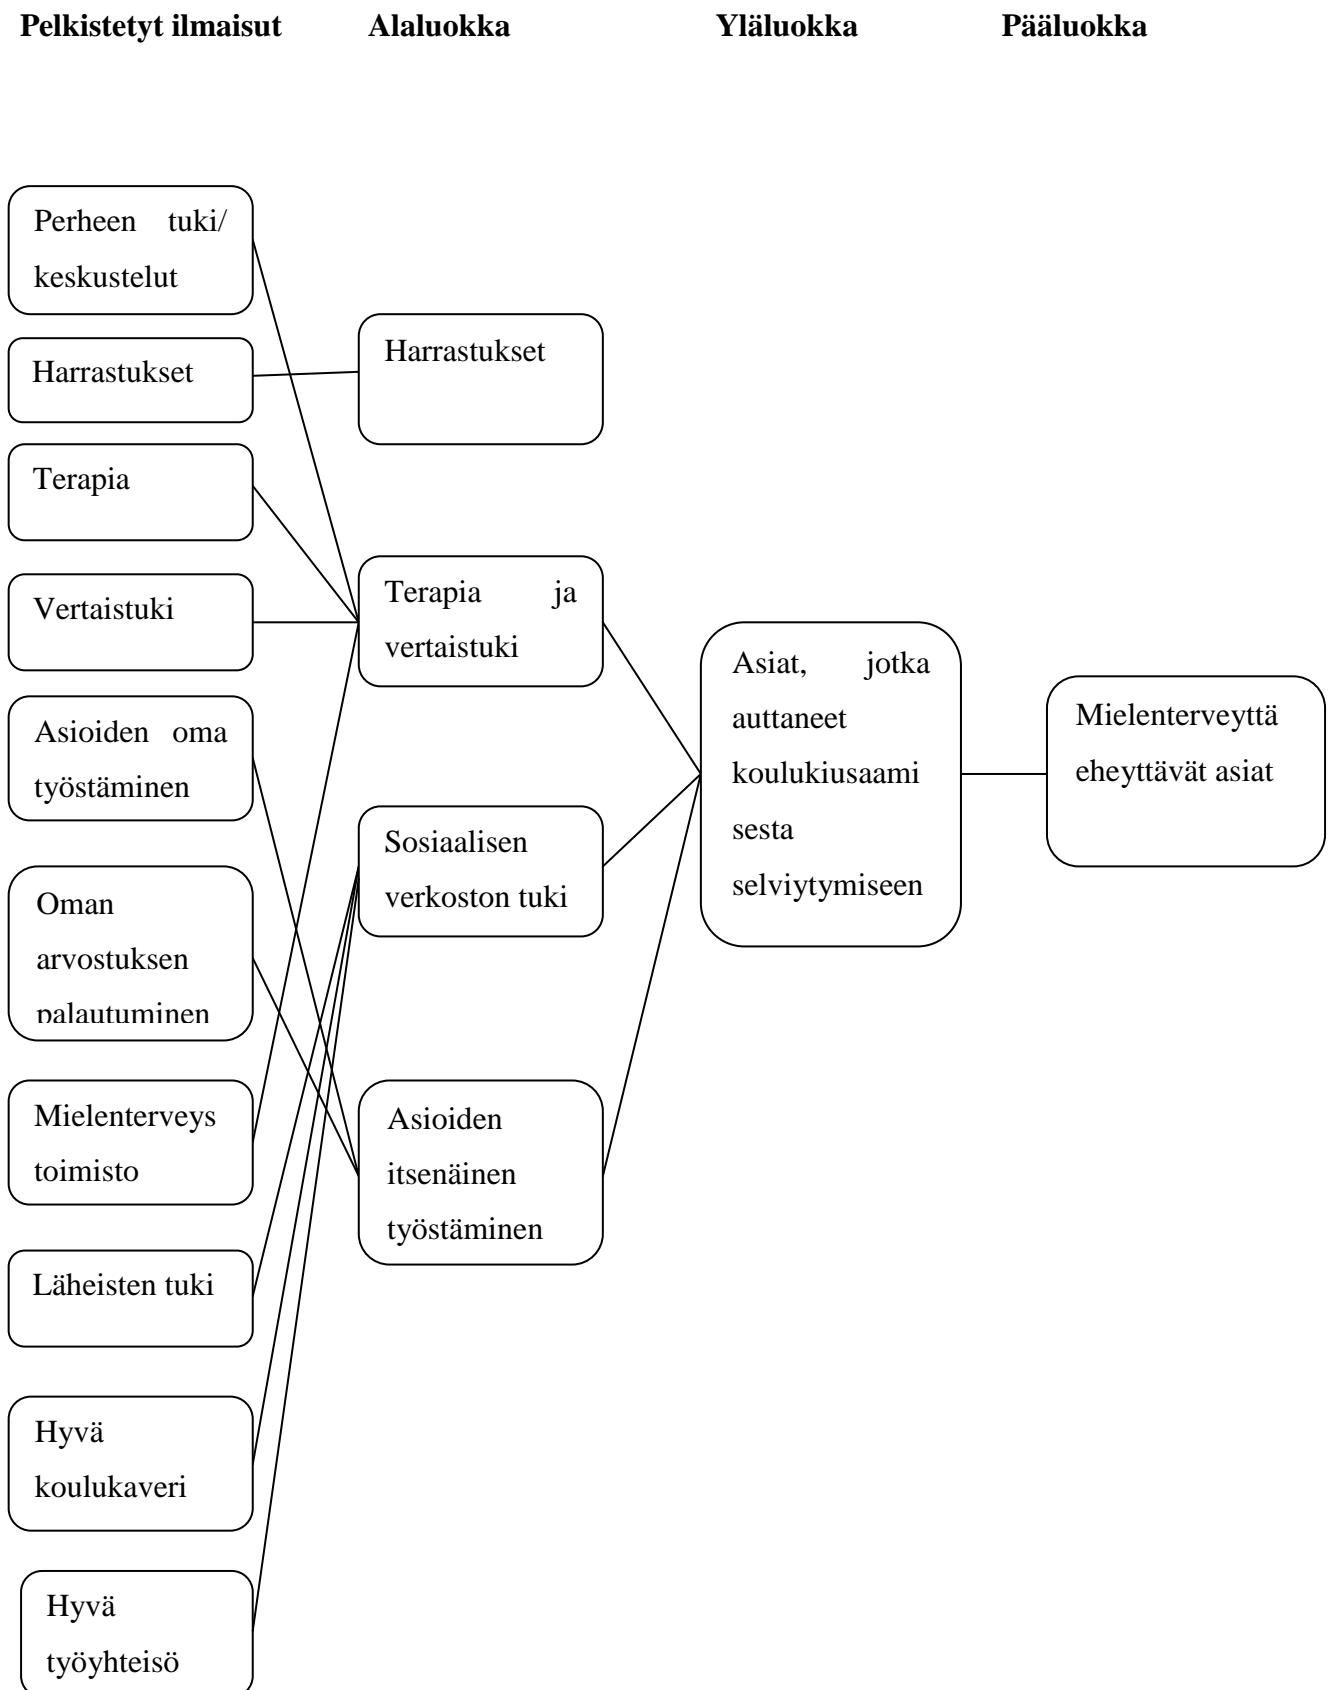 Pelkistetyt ilmaisut Alaluokka Yläluokka Pääluokka
Perheen tuki/
keskustelut
Harrastukset
Terapia
Vertaistuki
Asioiden oma
työstäminen
Oman
arvostuksen
palautuminen
Mielenterveys
toimisto
Läheisten tuki
Hyvä
koulukaveri
Hyvä
työyhteisö
Harrastukset
Terapia ja
vertaistuki
Sosiaalisen
verkoston tuki
Asioiden
itsenäinen
työstäminen
Asiat, jotka
auttaneet
koulukiusaami
sesta
selviytymiseen
Mielenterveyttä
eheyttävät asiat